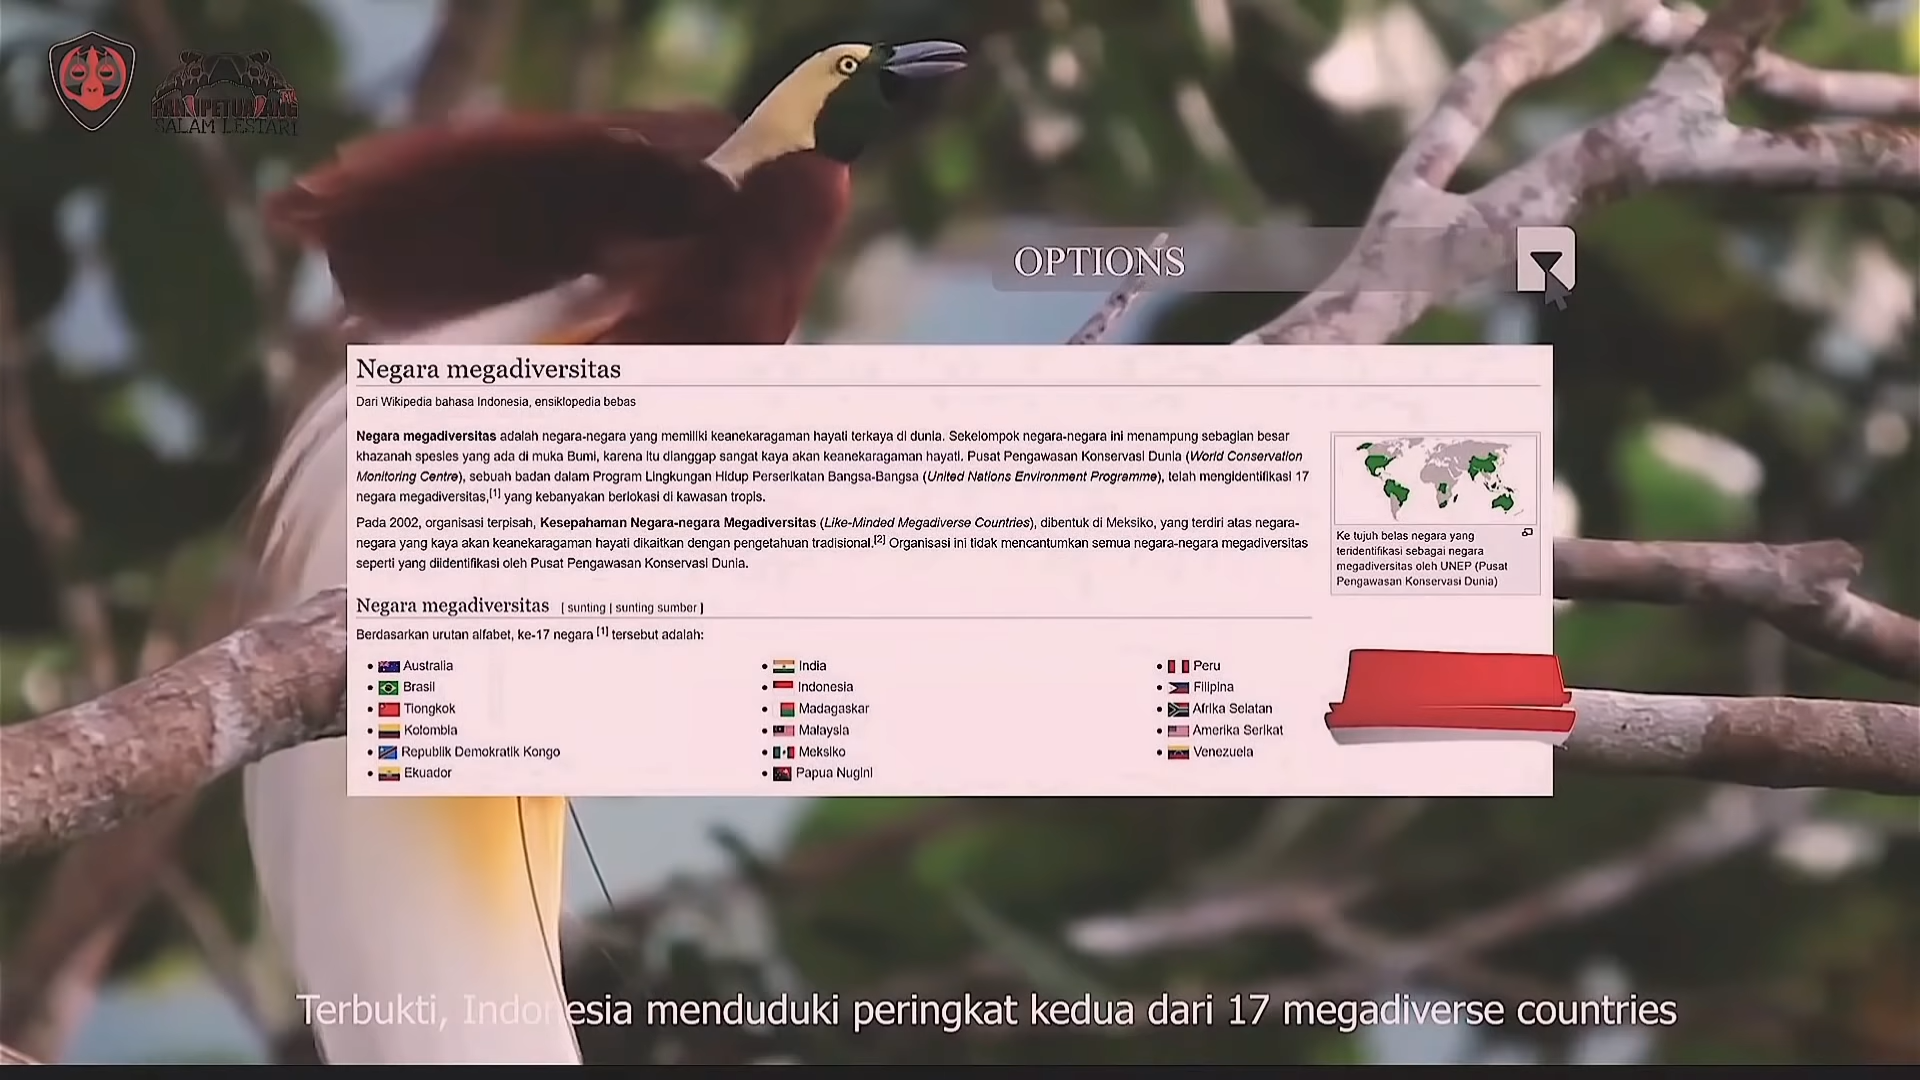 PARAPETUALANG
SALAM LESTARI
OPTIONS
Negara megadiversitas
Dari Wikipedia bahasa Indonesia, ensiklopedia bebas
Negara megadiversitas adalah negara-negara yang memiliki keanekaragaman hayati terkaya di dunia. Sekelompok negara-negara ini menampung sebagian besar
khazanah spesies yang ada di muka Bumi, karena itu dianggap sangat kaya akan keanekaragaman hayati. Pusat Pengawasan Konservasi Dunia (World Conservation
Monitoring Centre), sebuah badan dalam Program Lingkungan Hidup Perserikatan Bangsa-Bangsa (United Nations Environment Programme), telah mengidentifikasi 17
negara megadiversitas,[1] yang kebanyakan berlokasi di kawasan tropis.
Pada 2002, organisasi terpisah, Kesepahaman Negara-negara Megadiversitas (Like-Minded Megadiverse Countries), dibentuk di Meksiko, yang terdiri atas negara-
negara yang kaya akan keanekaragaman hayati dikaitkan dengan pengetahuan tradisional.[2] Organisasi ini tidak mencantumkan semua negara-negara megadiversitas
seperti yang diidentifikasi oleh Pusat Pengawasan Konservasi Dunia.
Ke tujuh belas negara yang
teridentifikasi sebagai negara
megadiversitas oleh UNEP (Pusat
Pengawasan Konservasi Dunia)
Negara megadiversitas [ sunting | sunting sumber ]
Berdasarkan urutan alfabet, ke-17 negara [1] tersebut adalah:
Australia
Brasil
Tiongkok
Kolombia
Republik Demokratik Kongo
Ekuador
India
Indonesia
Madagaskar
Malaysia
Meksiko
Papua Nugini
Peru
Filipina
Afrika Selatan
Amerika Serikat
Venezuela
Terbukti, Indonesia menduduki peringkat kedua dari 17 megadiverse countries